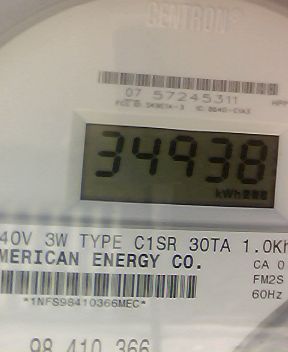 CENTRON®
07 57245311
34938
kWh
40V 3W TYPE C1SR 30TA 1.0Kh
MERICAN ENERGY CO.
CA 0
FM2S
*1NFS98410366MEC*
60Hz
98 410 366